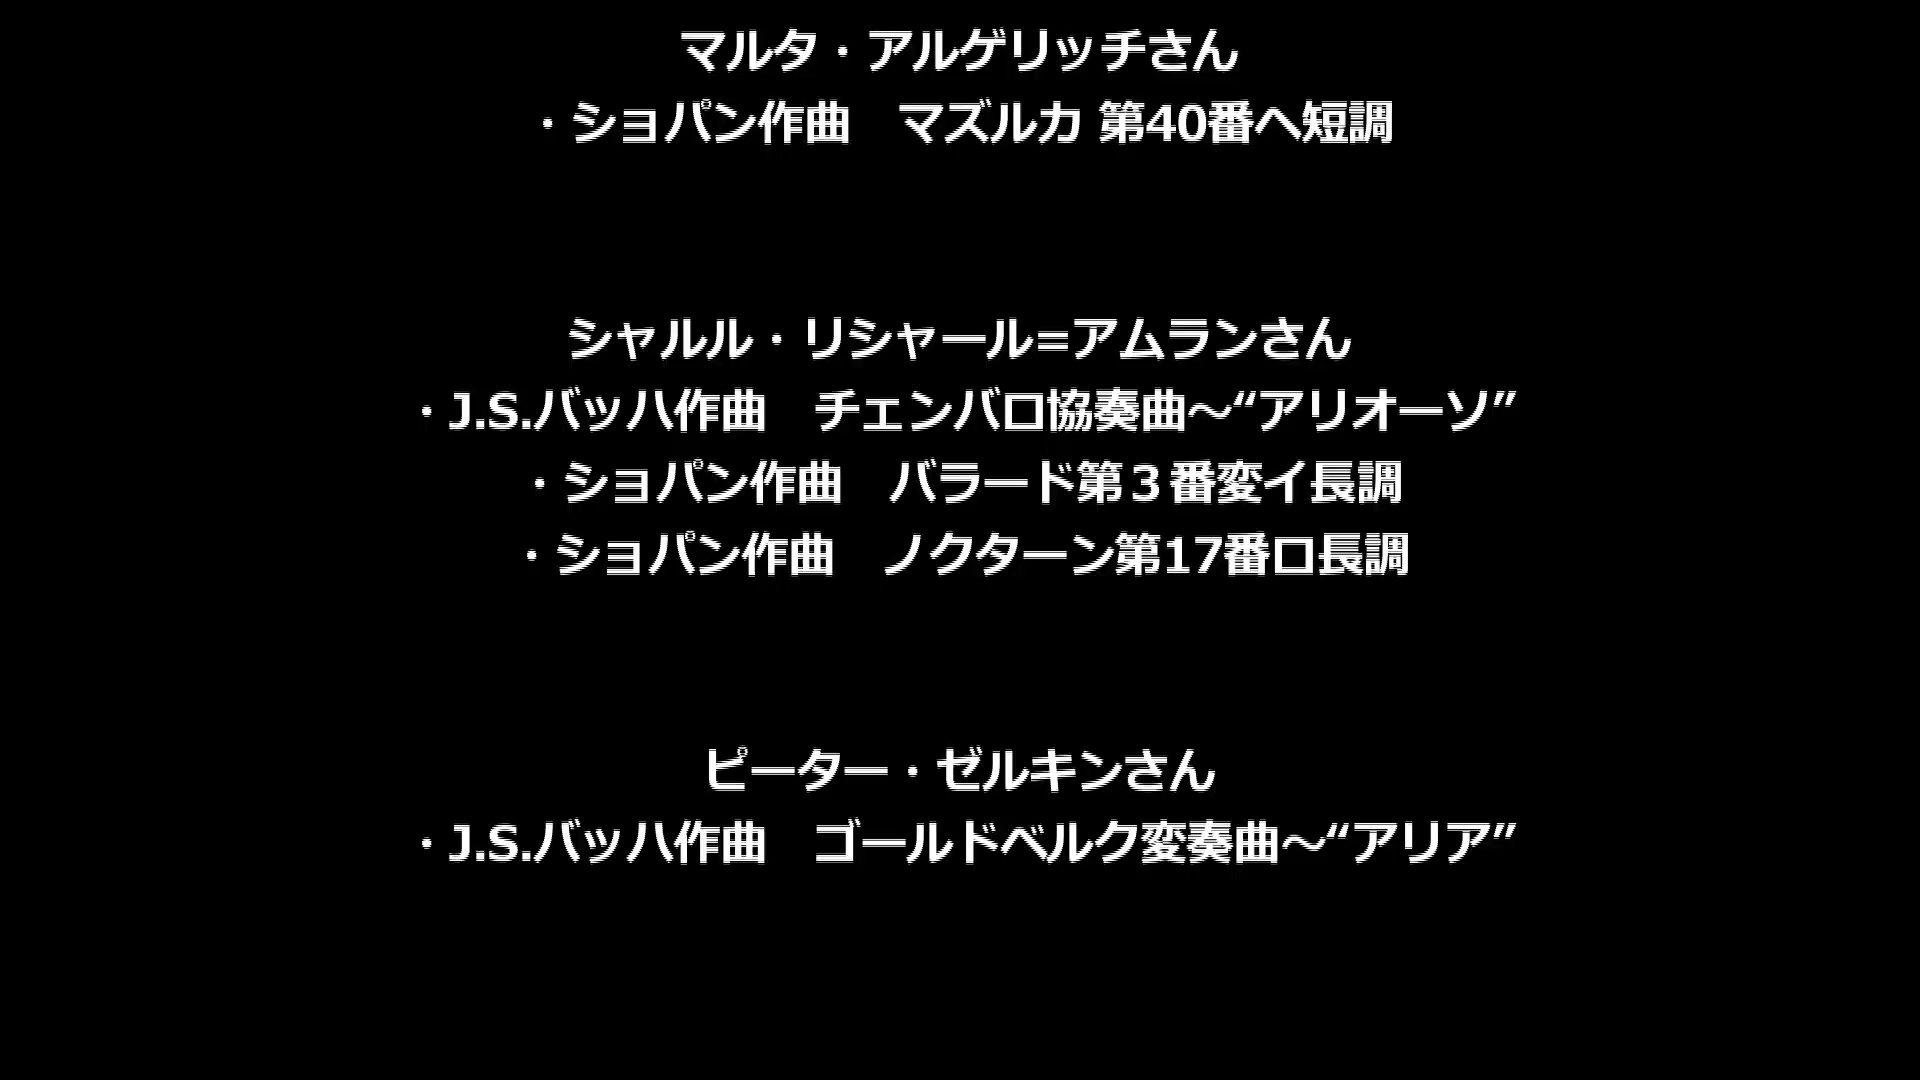 マルタ・アルゲリッチさん
・ショパン作曲　マズルカ 第40番ヘ短調
シャルル・リシャール=アムランさん
・J.S.バッハ作曲　チェンバロ協奏曲～“アリオーソ”
・ショパン作曲　バラード第３番変イ長調
・ショパン作曲　ノクターン第17番ロ長調
ピーター・ゼルキンさん
・J.S.バッハ作曲　ゴールドベルク変奏曲～“アリア”